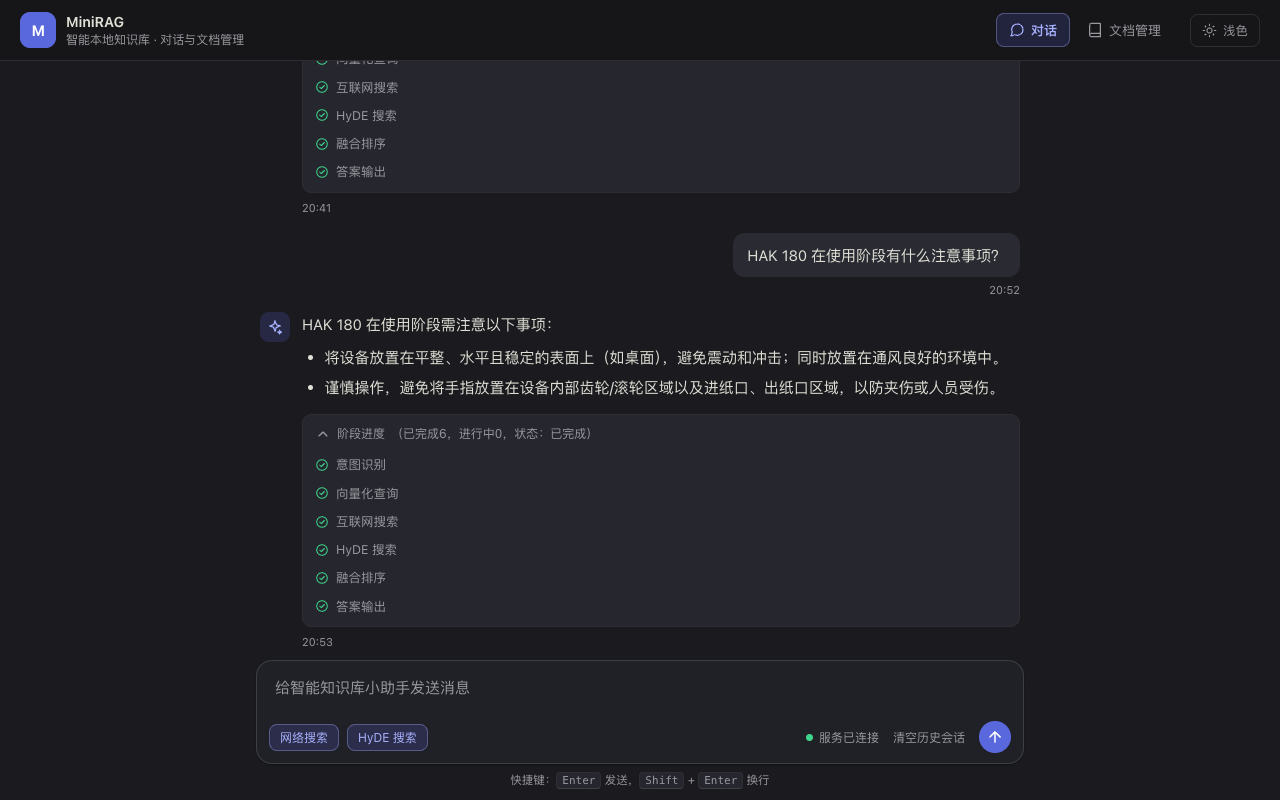 M
MiniRAG
智能本地知识库 · 对话与文档管理
对话
文档管理
浅色
向量化查询
互联网搜索
HyDE 搜索
融合排序
答案输出
20:41
HAK 180 在使用阶段有什么注意事项?
20:52
HAK 180 在使用阶段需注意以下事项：
• 将设备放置在平整、水平且稳定的表面上（如桌面），避免震动和冲击；同时放置在通风良好的环境中。
• 谨慎操作，避免将手指放置在设备内部齿轮/滚轮区域以及进纸口、出纸口区域，以防夹伤或人员受伤。
阶段进度 （已完成6，进行中0，状态：已完成）
意图识别
向量化查询
互联网搜索
HyDE 搜索
融合排序
答案输出
20:53
给智能知识库小助手发送消息
网络搜索
HyDE 搜索
服务已连接
清空历史会话
快捷键：Enter 发送，Shift + Enter 换行